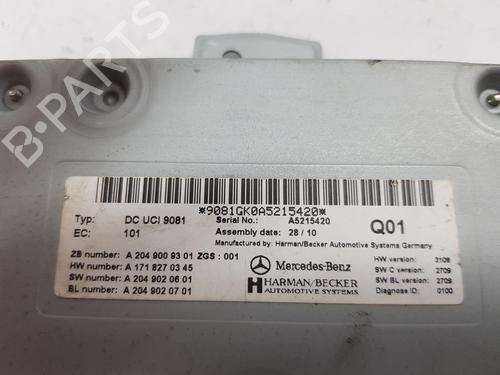 B-PARTS
*9081GK0A5215420*
Typ: DC UCI 9081 Serial No.: A5215420
EC: 101 Assembly date: 28 / 10 Q01
Manufactured by: Harman/Becker Automotive Systems Germany
ZB number: A 204 900 93 01 ZGS : 001 HW version: 3108
HW number: A 171 827 03 45 Mercedes-Benz SW C version: 2709
SW number: A 204 902 06 01 HARMAN/BECKER SW BL version: 2709
BL number: A 204 902 07 01 AUTOMOTIVE SYSTEMS Diagnose ID: 0100